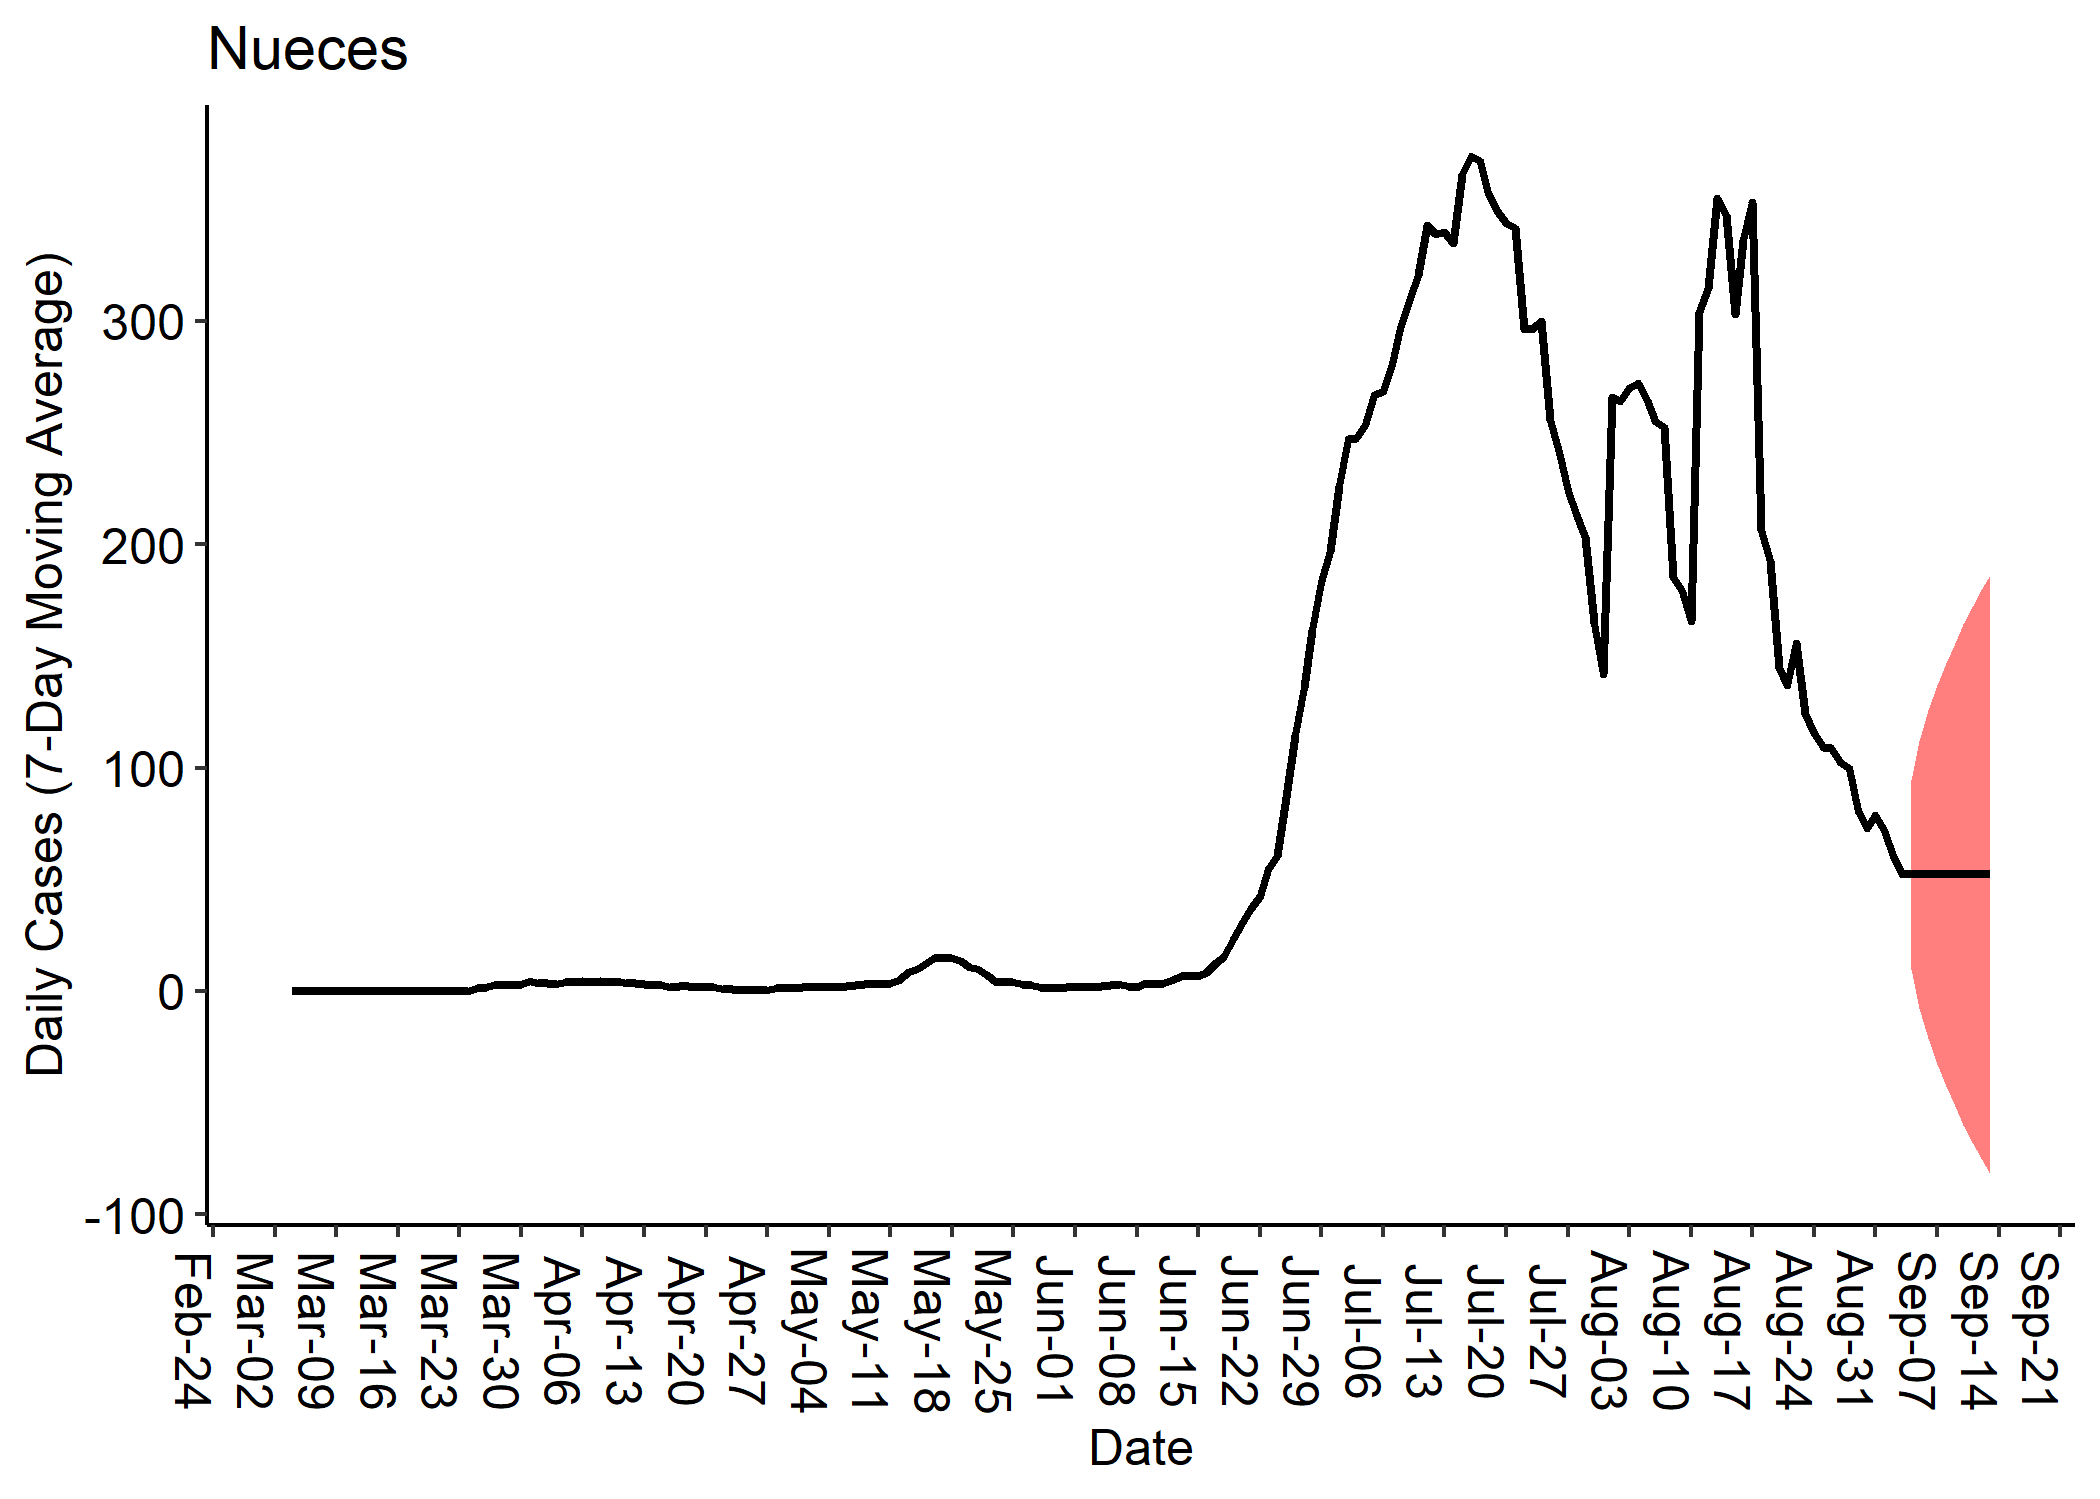 Nueces
Daily Cases (7-Day Moving Average)
300
200
100
0
-100
Feb-24
Mar-02
Mar-09
Mar-16
Mar-23
Mar-30
Apr-06
Apr-13
Apr-20
Apr-27
May-04
May-11
May-18
May-25
Jun-01
Jun-08
Jun-15
Jun-22
Jun-29
Jul-06
Jul-13
Jul-20
Jul-27
Aug-03
Aug-10
Aug-17
Aug-24
Aug-31
Sep-07
Sep-14
Sep-21
Date